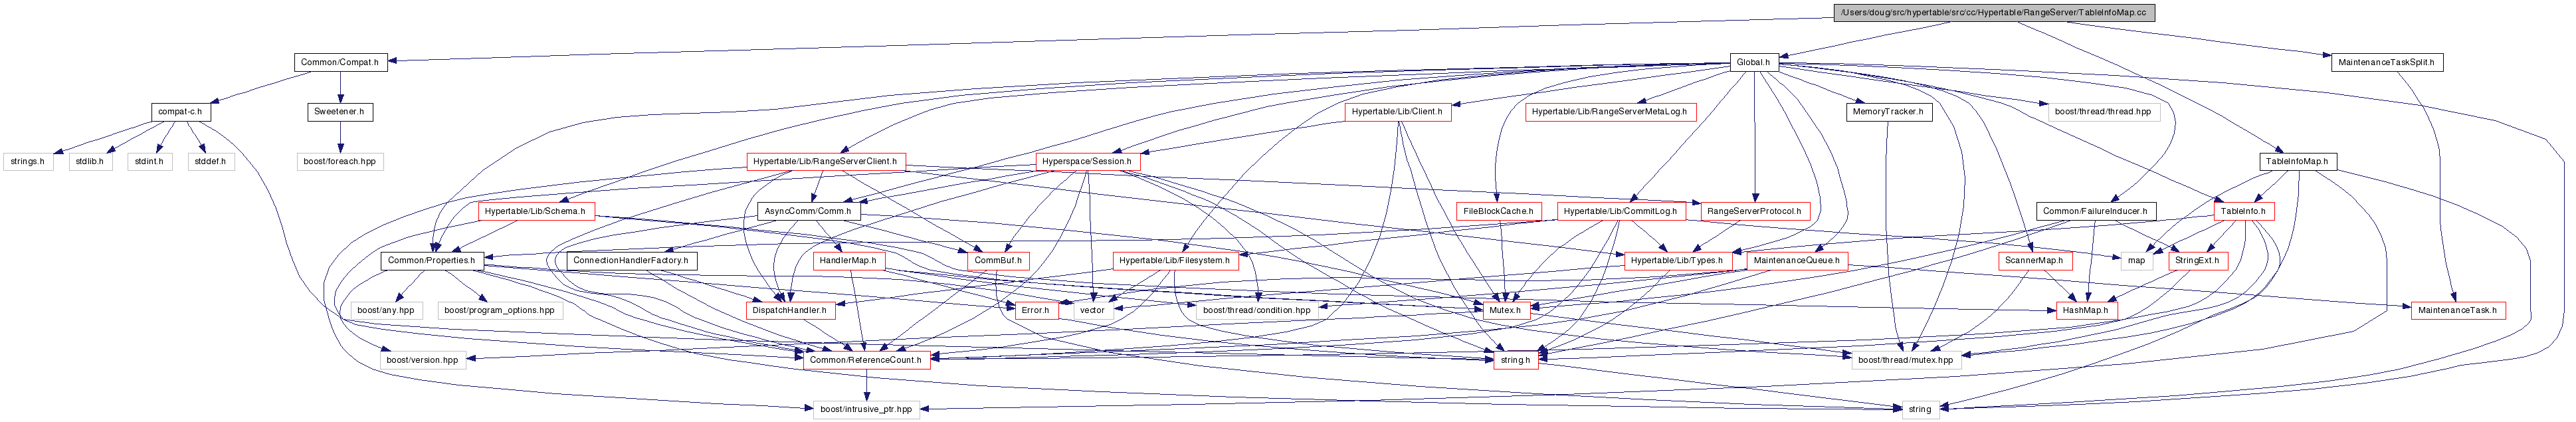 /Users/doug/src/hypertable/src/cc/Hypertable/RangeServer/TableInfoMap.cc
Common/Compat.h
Global.h
MaintenanceTaskSplit.h
compat-c.h
Sweetener.h
Hypertable/Lib/Client.h
Hypertable/Lib/RangeServerMetaLog.h
MemoryTracker.h
boost/thread/thread.hpp
strings.h
stdlib.h
stdint.h
stddef.h
boost/foreach.hpp
Hypertable/Lib/RangeServerClient.h
Hyperspace/Session.h
TableInfoMap.h
Hypertable/Lib/Schema.h
AsyncComm/Comm.h
FileBlockCache.h
Hypertable/Lib/CommitLog.h
RangeServerProtocol.h
Common/FailureInducer.h
TableInfo.h
Common/Properties.h
ConnectionHandlerFactory.h
HandlerMap.h
CommBuf.h
Hypertable/Lib/Filesystem.h
Hypertable/Lib/Types.h
MaintenanceQueue.h
ScannerMap.h
map
StringExt.h
boost/any.hpp
boost/program_options.hpp
DispatchHandler.h
Error.h
vector
boost/thread/condition.hpp
Mutex.h
HashMap.h
MaintenanceTask.h
boost/version.hpp
Common/ReferenceCount.h
string.h
boost/thread/mutex.hpp
boost/intrusive_ptr.hpp
string